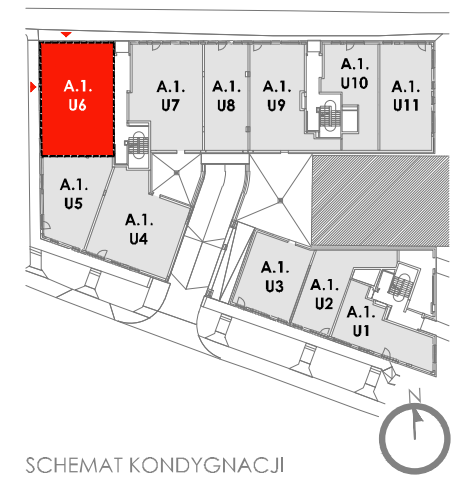 A.1.
U6
A.1.
U7
A.1.
U8
A.1.
U9
A.1.
U10
A.1.
U11
A.1.
U5
A.1.
U4
A.1.
U3
A.1.
U2
A.1.
U1
N
SCHEMAT KONDYGNACJI